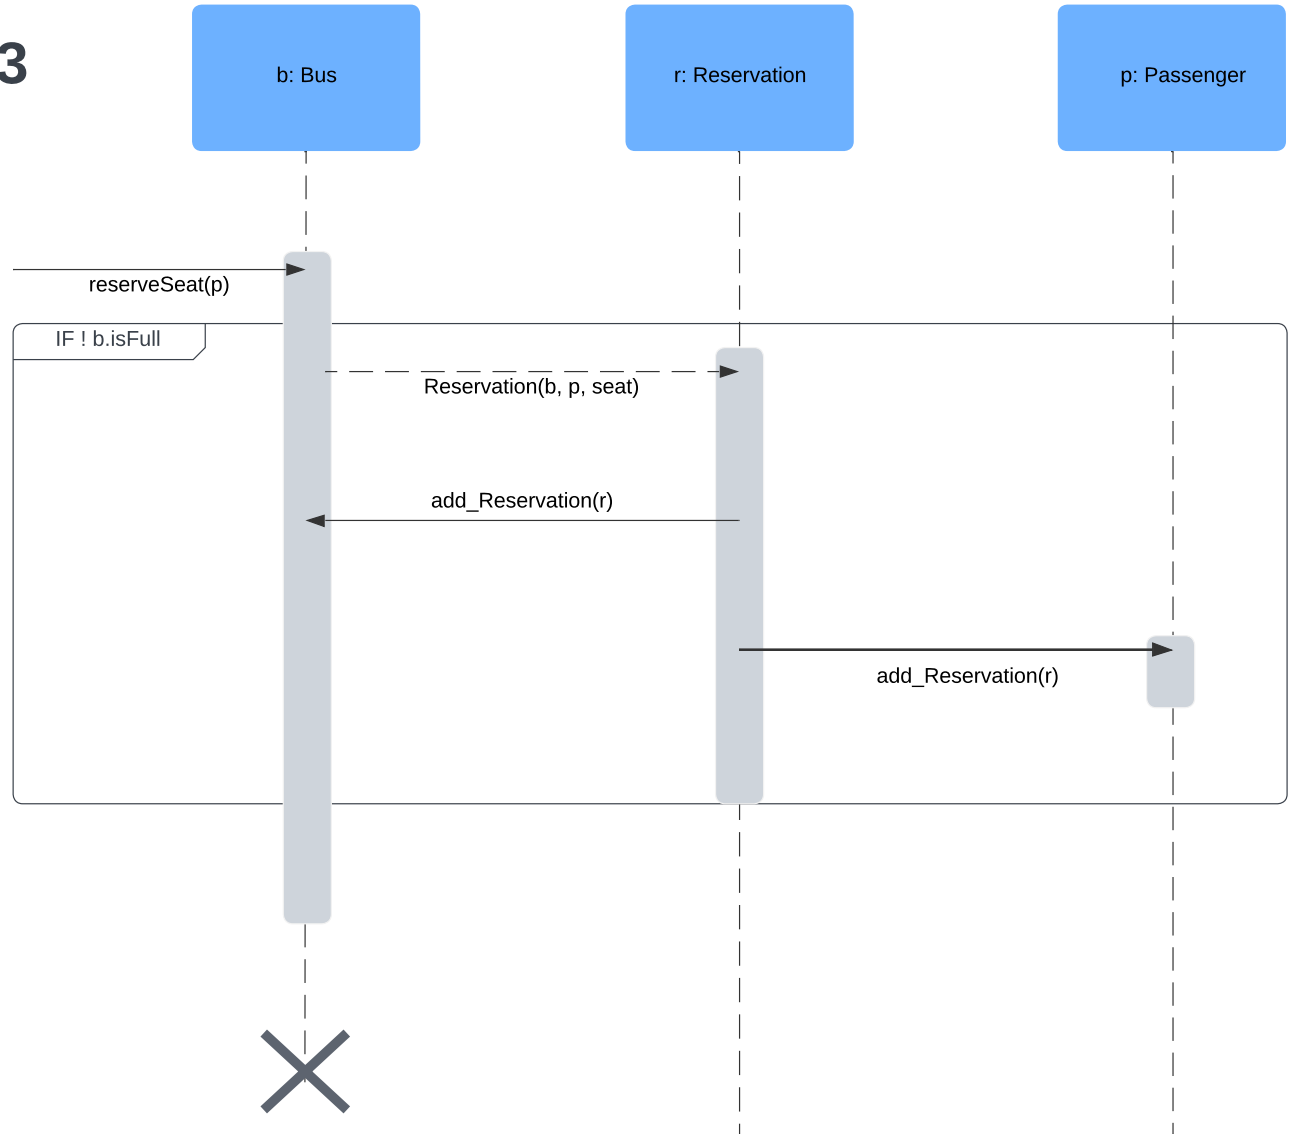 3
b: Bus
r: Reservation
p: Passenger
reserveSeat(p)
IF ! b.isFull
Reservation(b, p, seat)
add_Reservation(r)
add_Reservation(r)